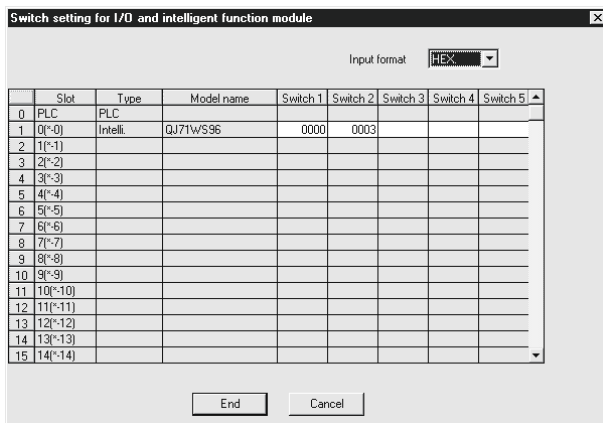 Switch setting for I/O and intelligent function module
Input format HEX
Slot Type Model name Switch 1 Switch 2 Switch 3 Switch 4 Switch 5
0 PLC PLC
1 0(*-0) Intelli. QJ71WS96 0000 0003
2 1(*-1)
3 2(*-2)
4 3(*-3)
5 4(*-4)
6 5(*-5)
7 6(*-6)
8 7(*-7)
9 8(*-8)
10 9(*-9)
11 10(*-10)
12 11(*-11)
13 12(*-12)
14 13(*-13)
15 14(*-14)
End Cancel